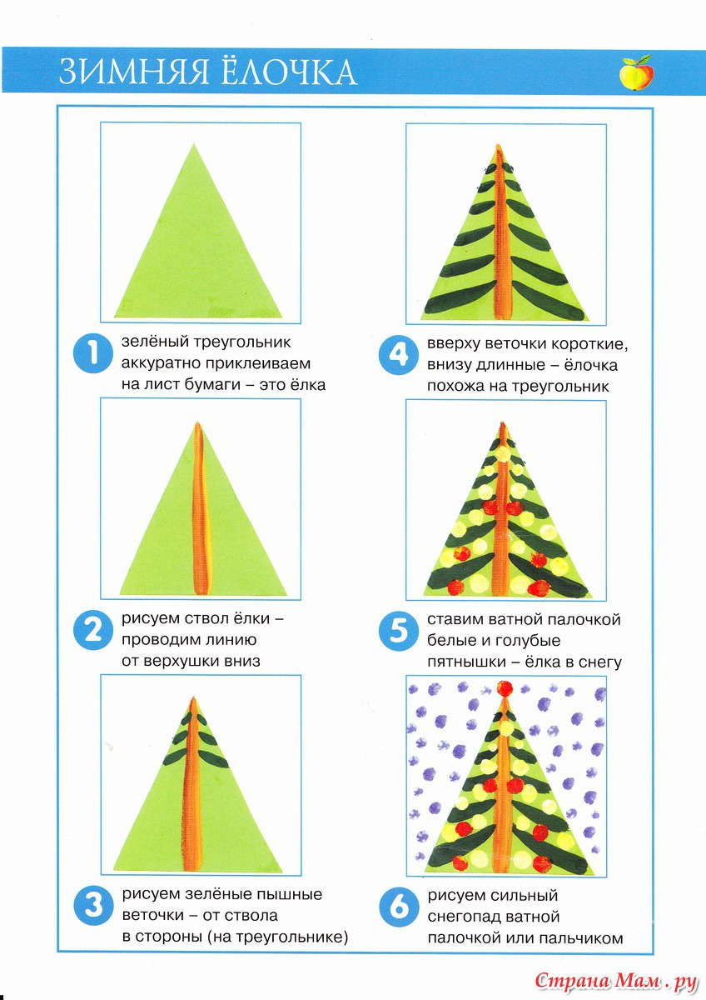 ЗИМНЯЯ ЁЛОЧКА
1
зелёный треугольник
аккуратно приклеиваем
на лист бумаги – это ёлка
2
рисуем ствол ёлки –
проводим линию
от верхушки вниз
3
рисуем зелёные пышные
веточки – от ствола
в стороны (на треугольнике)
4
вверху веточки короткие,
внизу длинные – ёлочка
похожа на треугольник
5
ставим ватной палочкой
белые и голубые
пятнышки – ёлка в снегу
6
рисуем сильный
снегопад ватной
палочкой или пальчиком
Страна Мам . ру